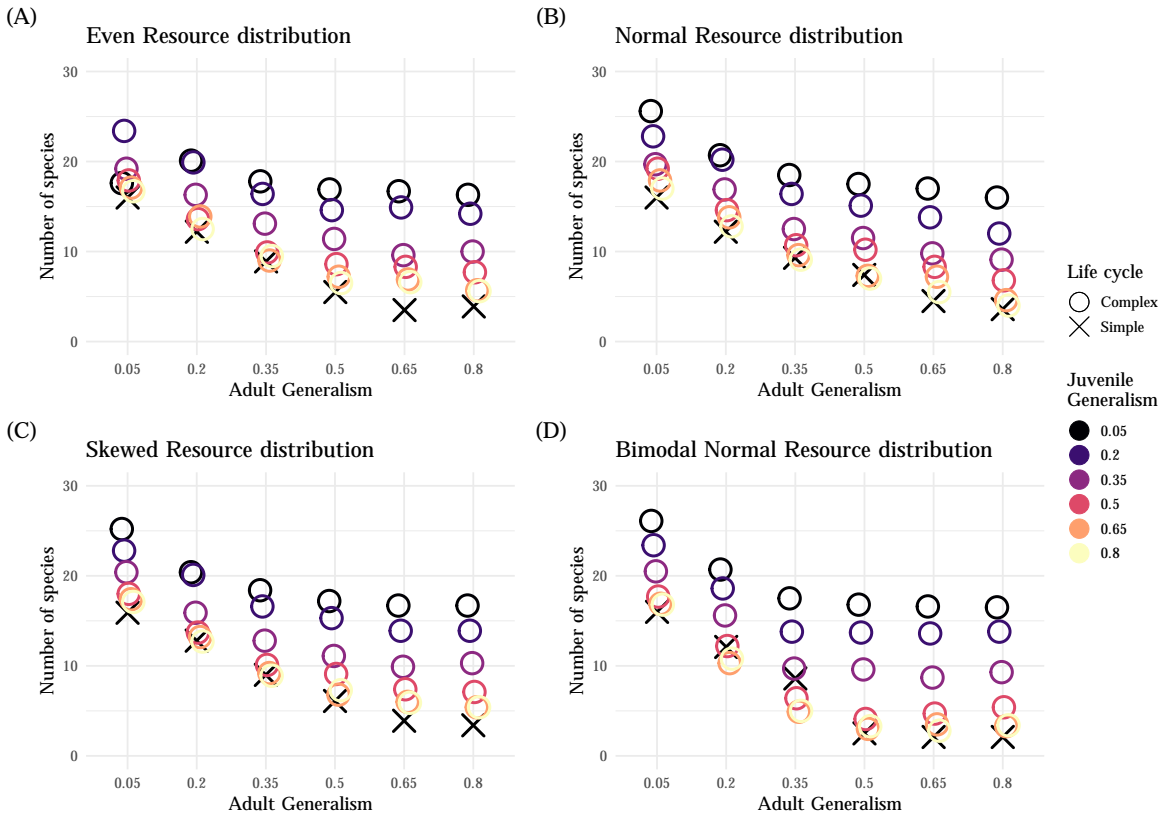 (A)
Even Resource distribution
30
20
10
0
Number of species
0.05 0.2 0.35 0.5 0.65 0.8
Adult Generalism
(B)
Normal Resource distribution
30
20
10
0
Number of species
0.05 0.2 0.35 0.5 0.65 0.8
Adult Generalism
(C)
Skewed Resource distribution
30
20
10
0
Number of species
0.05 0.2 0.35 0.5 0.65 0.8
Adult Generalism
(D)
Bimodal Normal Resource distribution
30
20
10
0
Number of species
0.05 0.2 0.35 0.5 0.65 0.8
Adult Generalism
Life cycle
Complex
Simple
Juvenile
Generalism
0.05
0.2
0.35
0.5
0.65
0.8